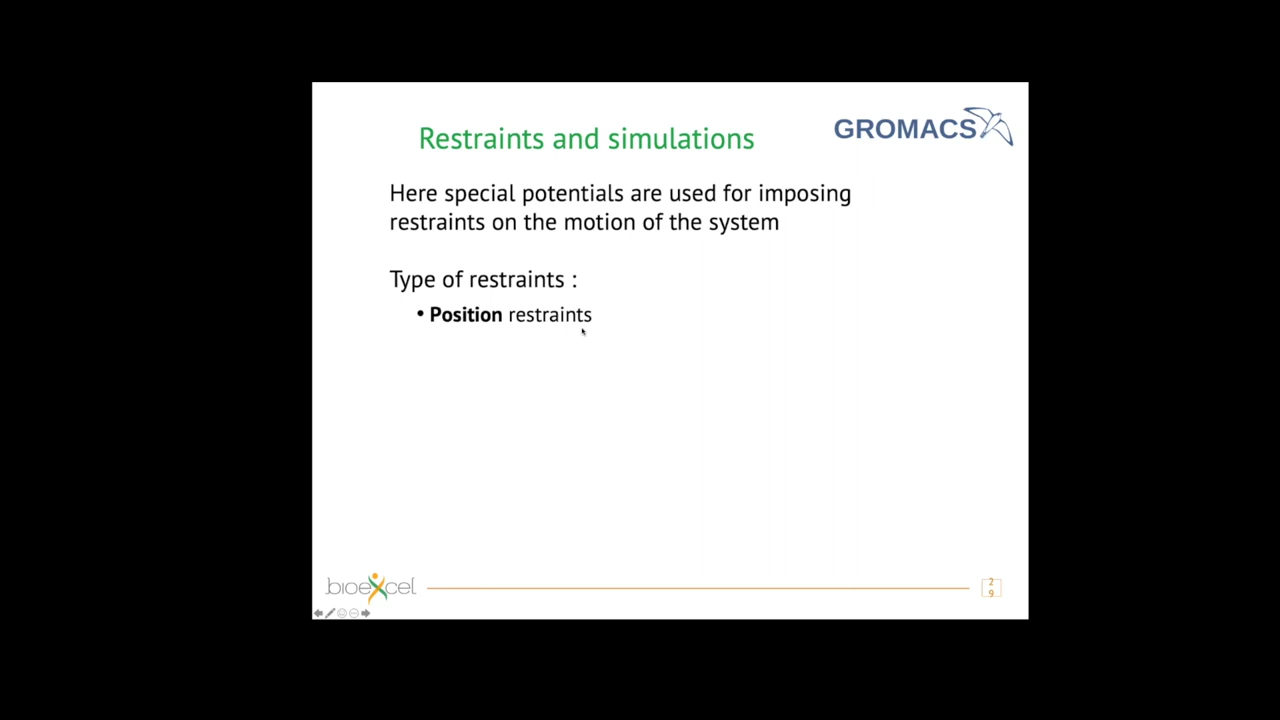 GROMACS
Restraints and simulations
Here special potentials are used for imposing
restraints on the motion of the system
Type of restraints :
• Position restraints
bioexcel
2
9